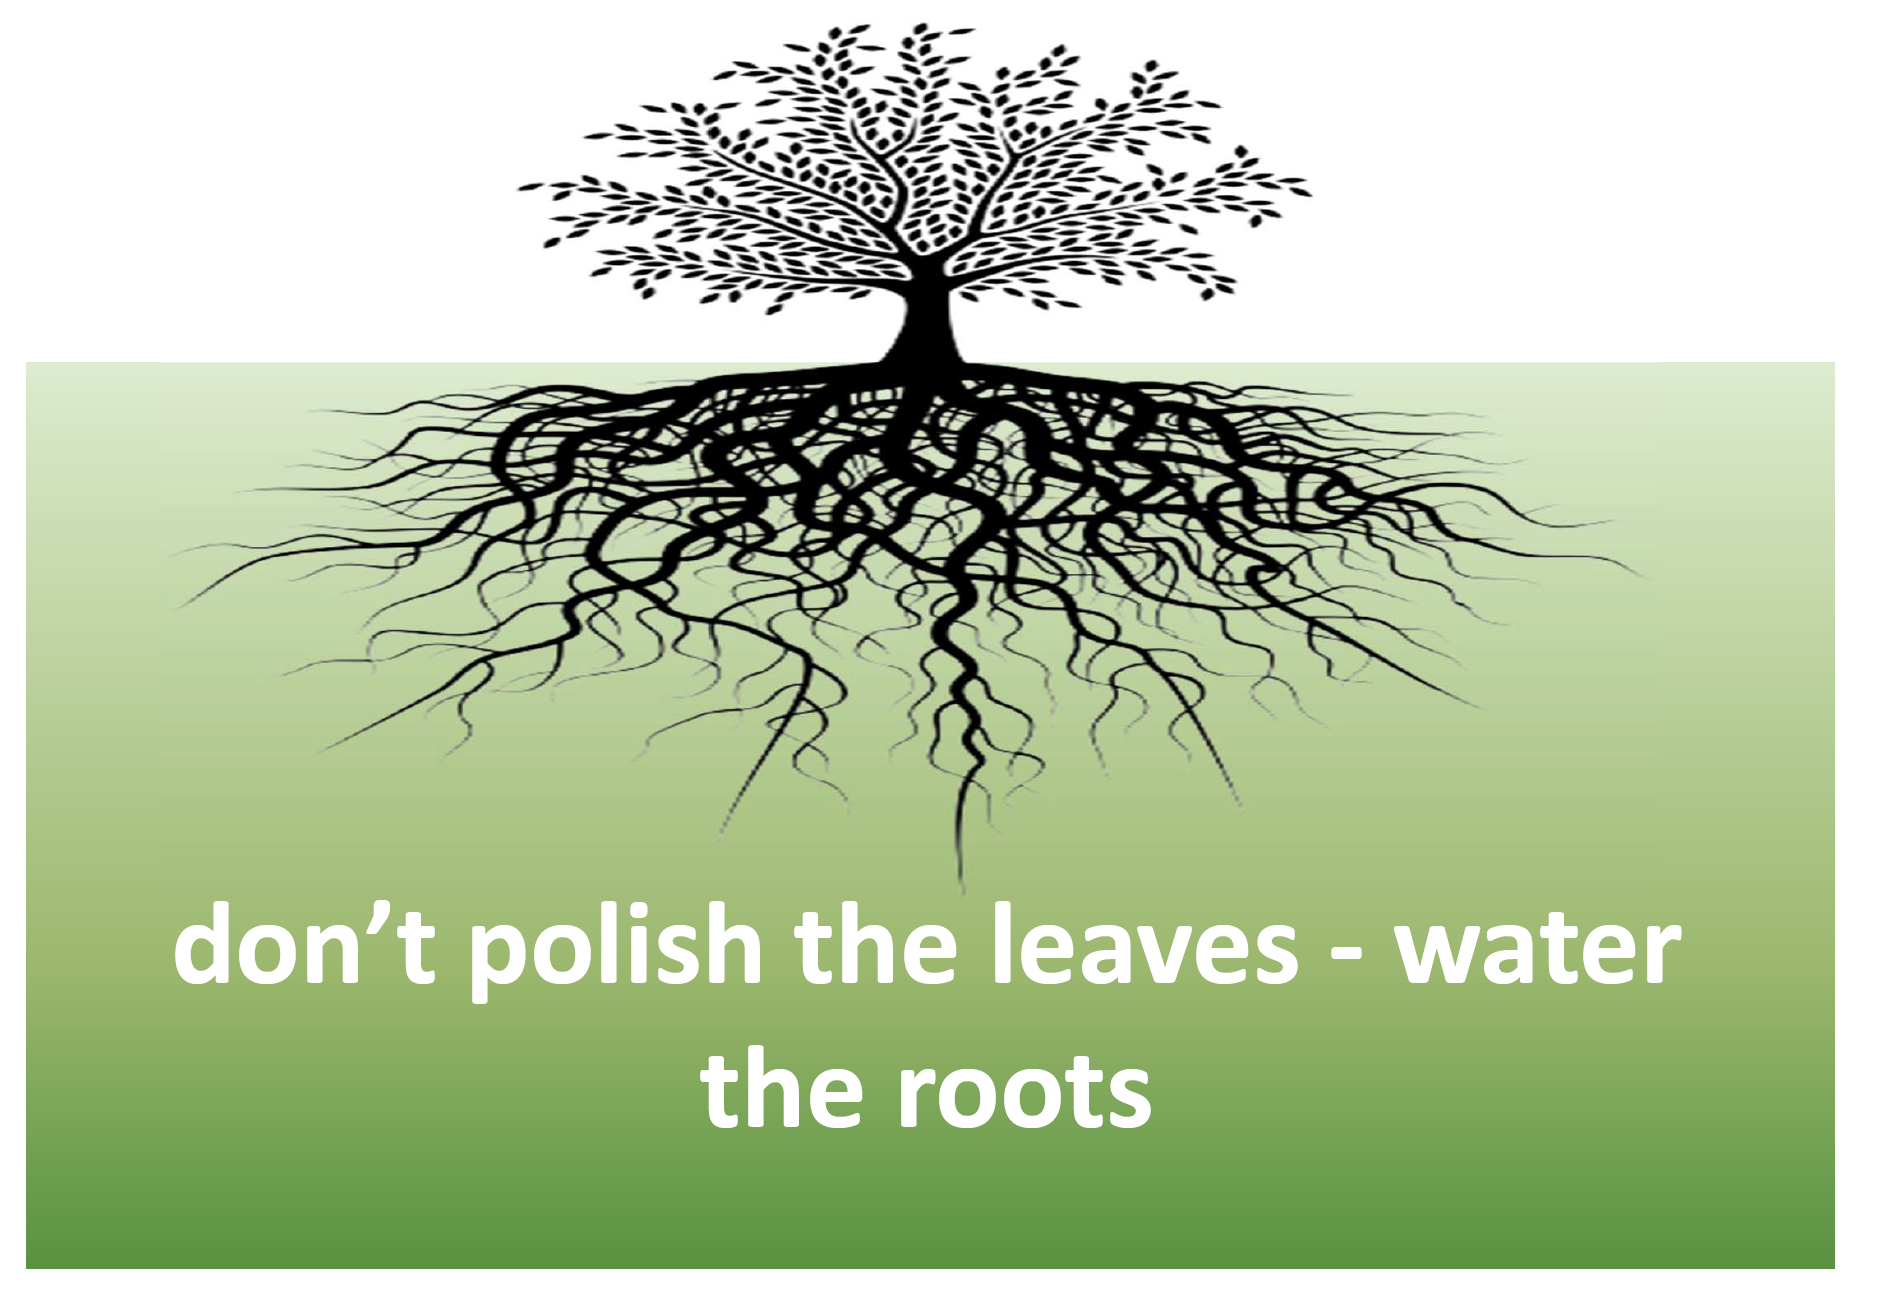 don’t polish the leaves - water
the roots